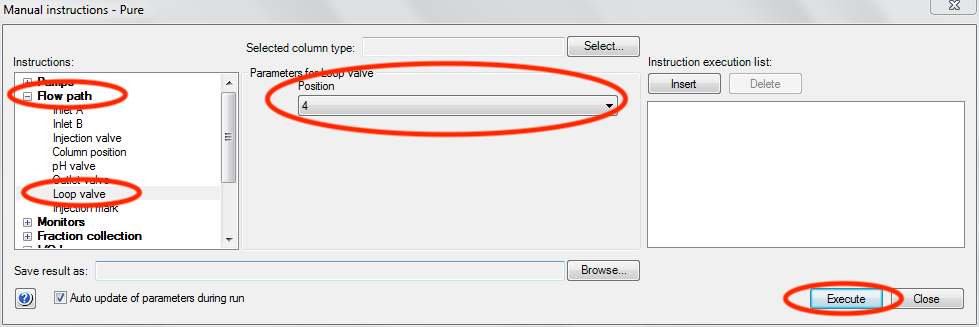 Manual instructions - Pure
Selected column type:
Select...
Instructions:
Parameters for Loop valve
Instruction execution list:
Pumps
Flow path
Inlet A
Inlet B
Injection valve
Column position
pH valve
Outlet valve
Loop valve
Injection mark
Monitors
Fraction collection
Position
4
Insert
Delete
Save result as:
Browse...
Auto update of parameters during run
Execute
Close